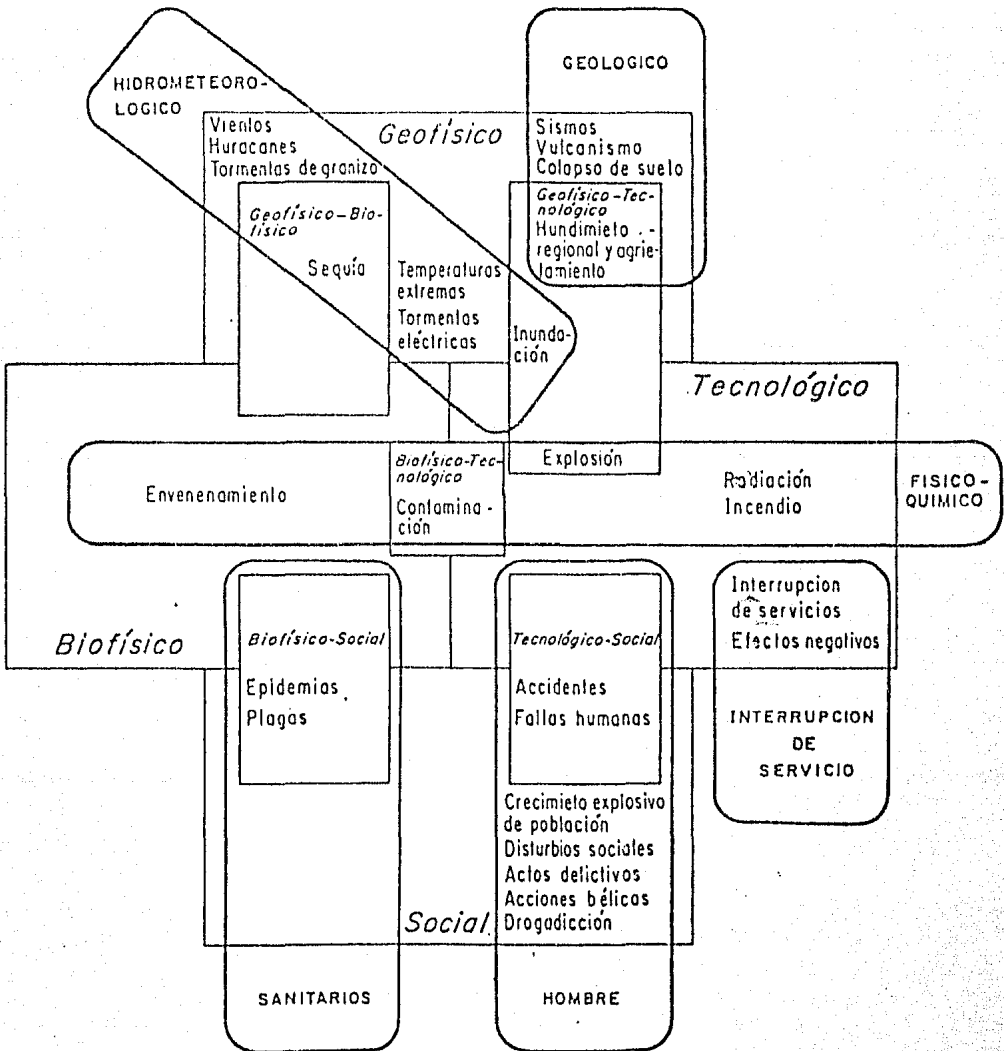 GEOLOGICO
HIDROMETEORO-
LOGICO
Vientos
Huracanes
Tormentas de granizo
Geofísico
Sismos
Vulcanismo
Colapso de suelo
Geofísico-Bio-
físico
Sequía
Geofísico-Tec-
nológico
Hundimieto .-
regional y agrie-
tamiento
Temperaturas
extremas
Tormentas
eléctricas
Inunda-
ción
Tecnológico
Envenenamiento
Biofísico-Tec-
nológico
Contamina-
ción
Explosión
Radiación
Incendio
FISICO-
QUIMICO
Biofísico
Biofísico-Social
Epidemias
Plagas
Tecnológico-Social
Accidentes
Fallas humanas
Interrupcion
de servicios
Efectos negativos
INTERRUPCION
DE
SERVICIO
Crecimieto explosivo
de población
Disturbios sociales
Actos delictivos
Acciones bélicas
Drogadicción
Social
SANITARIOS
HOMBRE